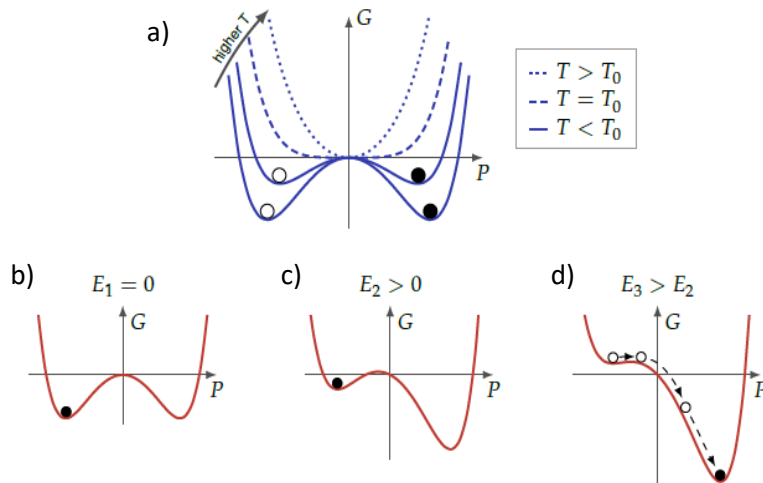 a)
higher T
G
P
T > T₀
T = T₀
T < T₀
b)
E₁ = 0
G
P
c)
E₂ > 0
G
P
d)
E₃ > E₂
G
P